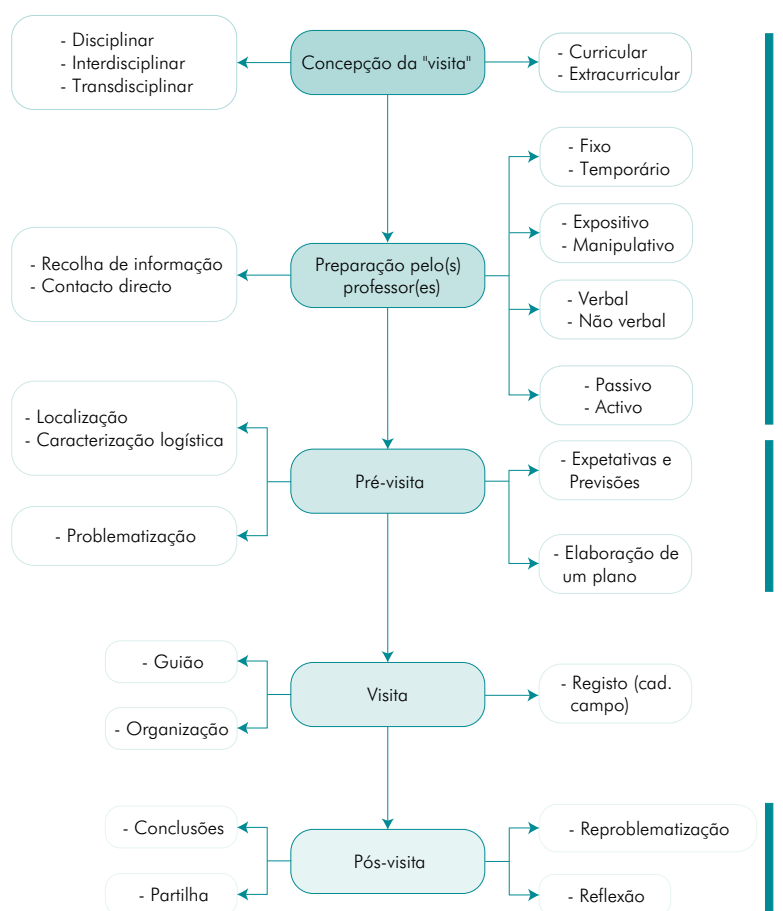 - Disciplinar
- Interdisciplinar
- Transdisciplinar
Concepção da "visita"
- Curricular
- Extracurricular
- Fixo
- Temporário
- Expositivo
- Manipulativo
- Recolha de informação
- Contacto directo
Preparação pelo(s)
professor(es)
- Verbal
- Não verbal
- Passivo
- Activo
- Localização
- Caracterização logística
Pré-visita
- Expetativas e
Previsões
- Problematização
- Elaboração de
um plano
- Guião
Visita
- Registo (cad.
campo)
- Organização
- Conclusões
Pós-visita
- Reproblematização
- Partilha
- Reflexão